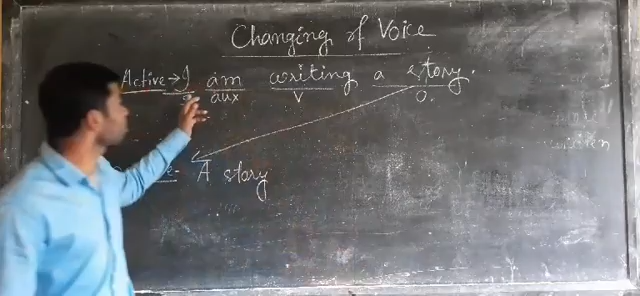 Changing of Voice
Active→ I am writing a story.
aux V O.
A story